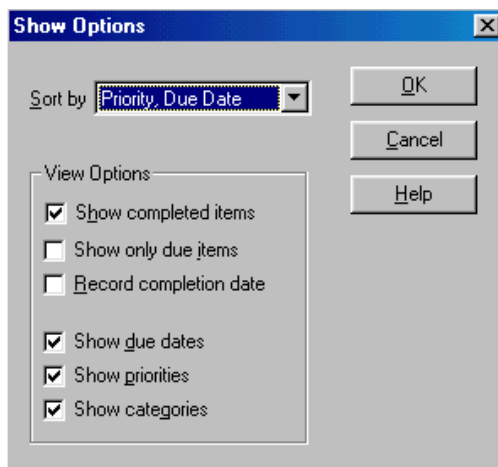 Show Options
Sort by Priority, Due Date
OK
Cancel
Help
View Options
Show completed items
Show only due items
Record completion date
Show due dates
Show priorities
Show categories